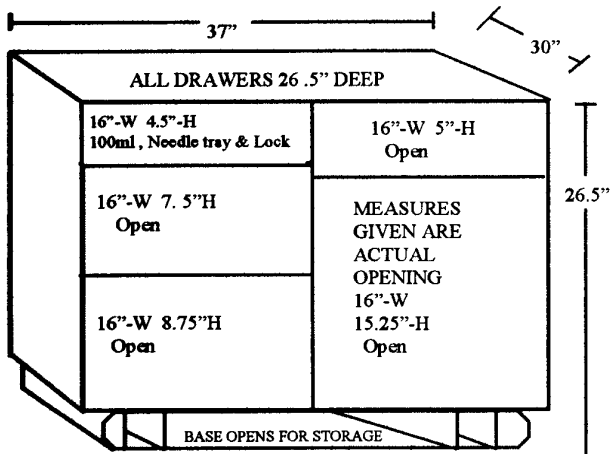 37”
30”
ALL DRAWERS 26 .5” DEEP
16”-W 4.5”-H
100ml , Needle tray & Lock
16”-W 5”-H
Open
26.5”
16”-W 7. 5”H
Open
MEASURES
GIVEN ARE
ACTUAL
OPENING
16”-W
15.25”-H
Open
16”-W 8.75”H
Open
BASE OPENS FOR STORAGE